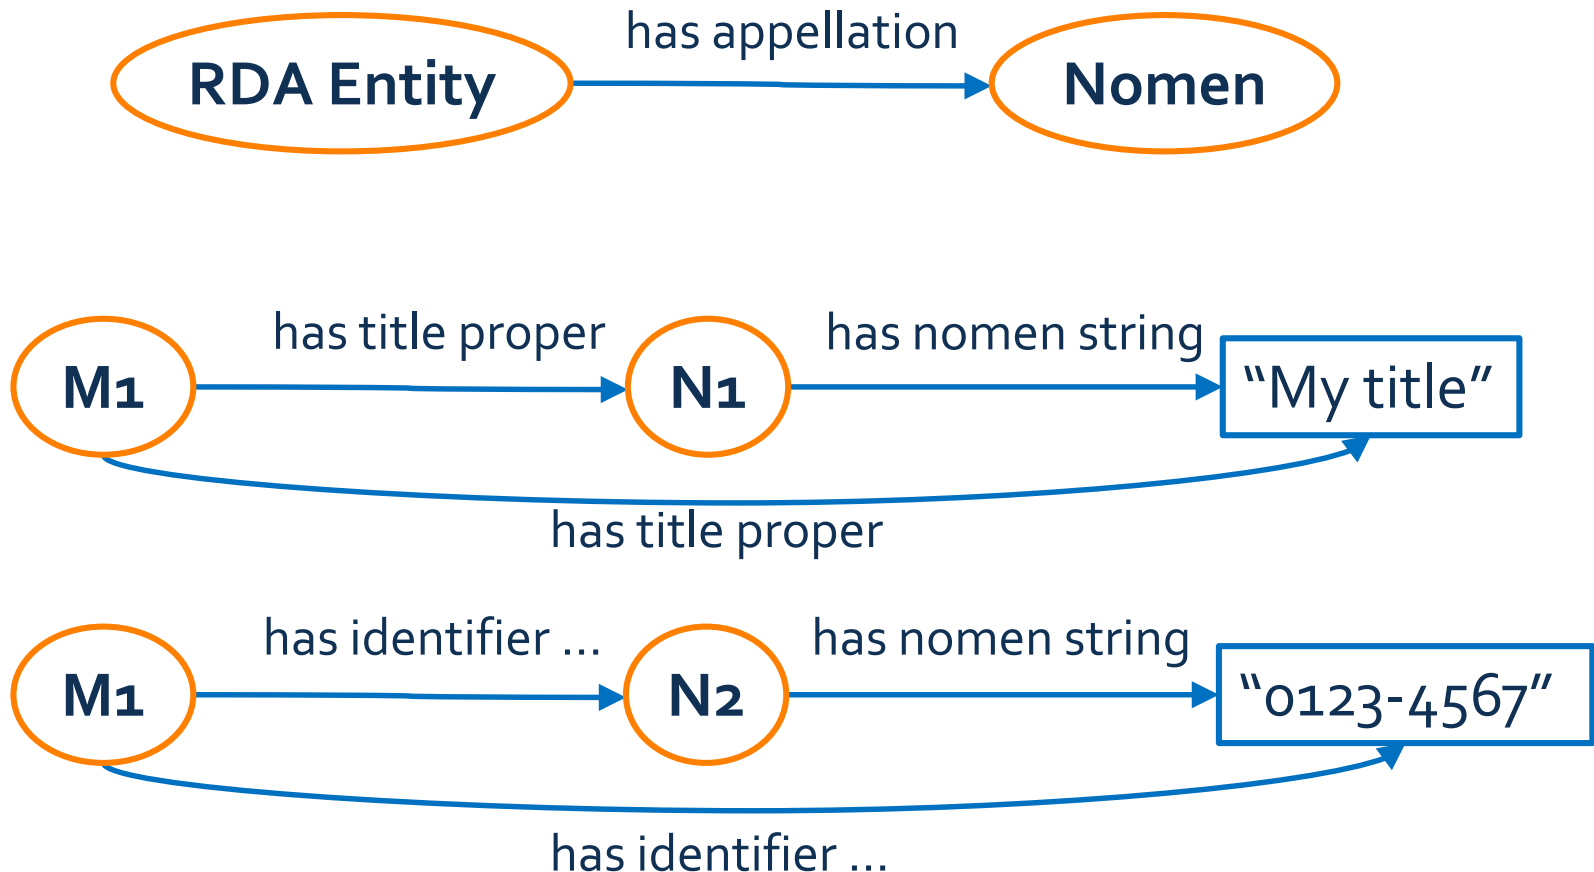 has appellation
RDA Entity
Nomen
has title proper
has nomen string
M1
N1
“My title”
has title proper
has identifier ...
has nomen string
M1
N2
“0123-4567”
has identifier ...